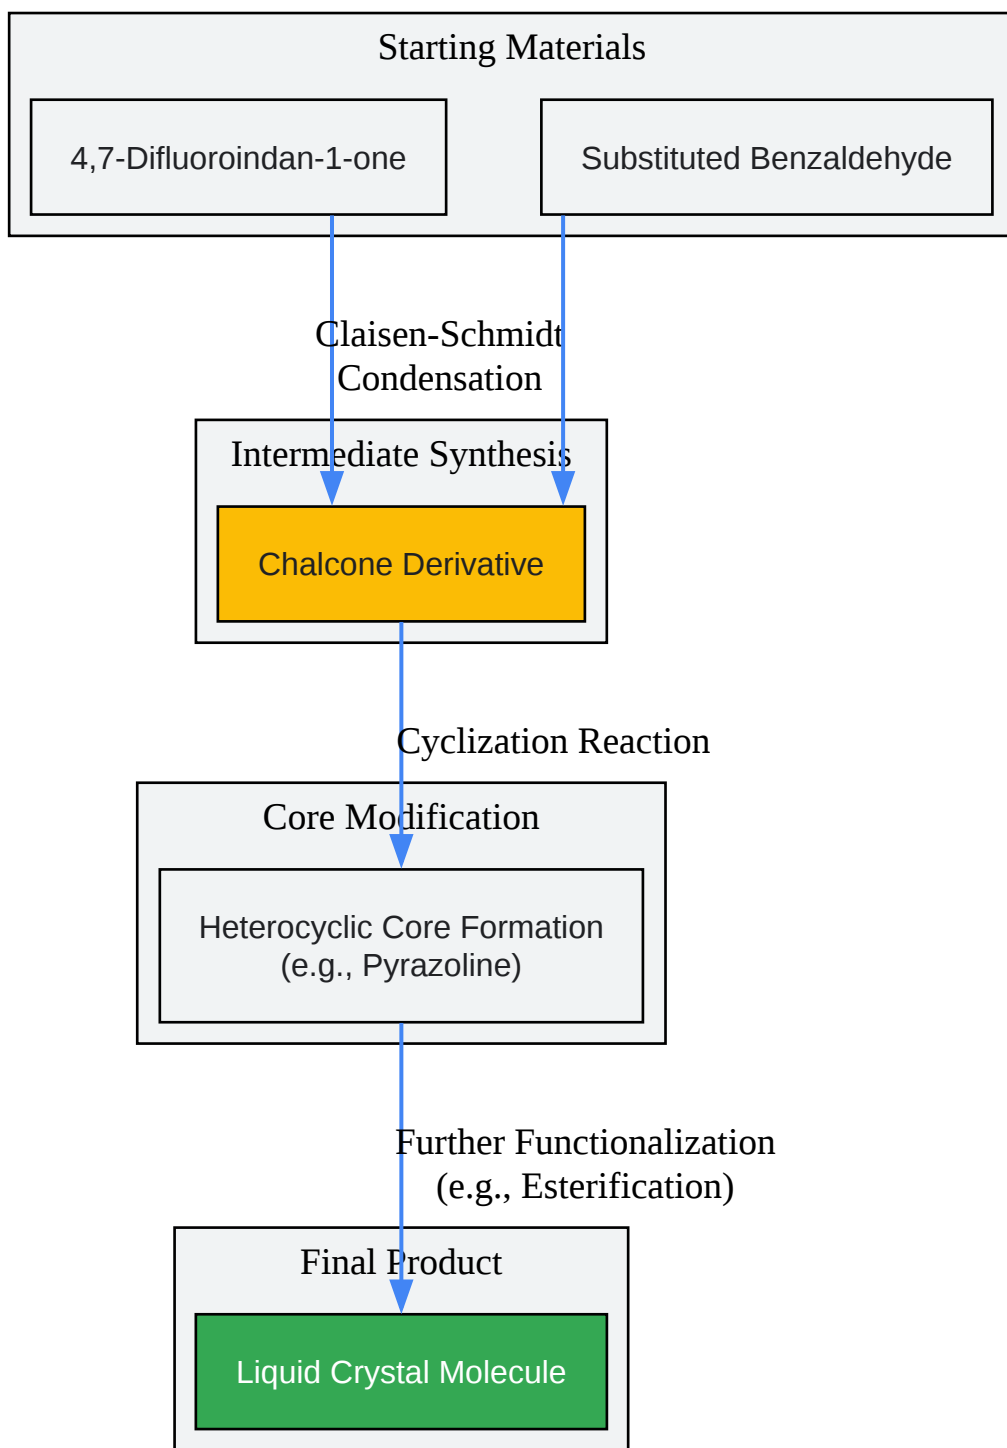 Starting Materials
4,7-Difluoroindan-1-one
Substituted Benzaldehyde
Claisen-Schmidt
Condensation
Intermediate Synthesis
Chalcone Derivative
Cyclization Reaction
Core Modification
Heterocyclic Core Formation
(e.g., Pyrazoline)
Further Functionalization
(e.g., Esterification)
Final Product
Liquid Crystal Molecule